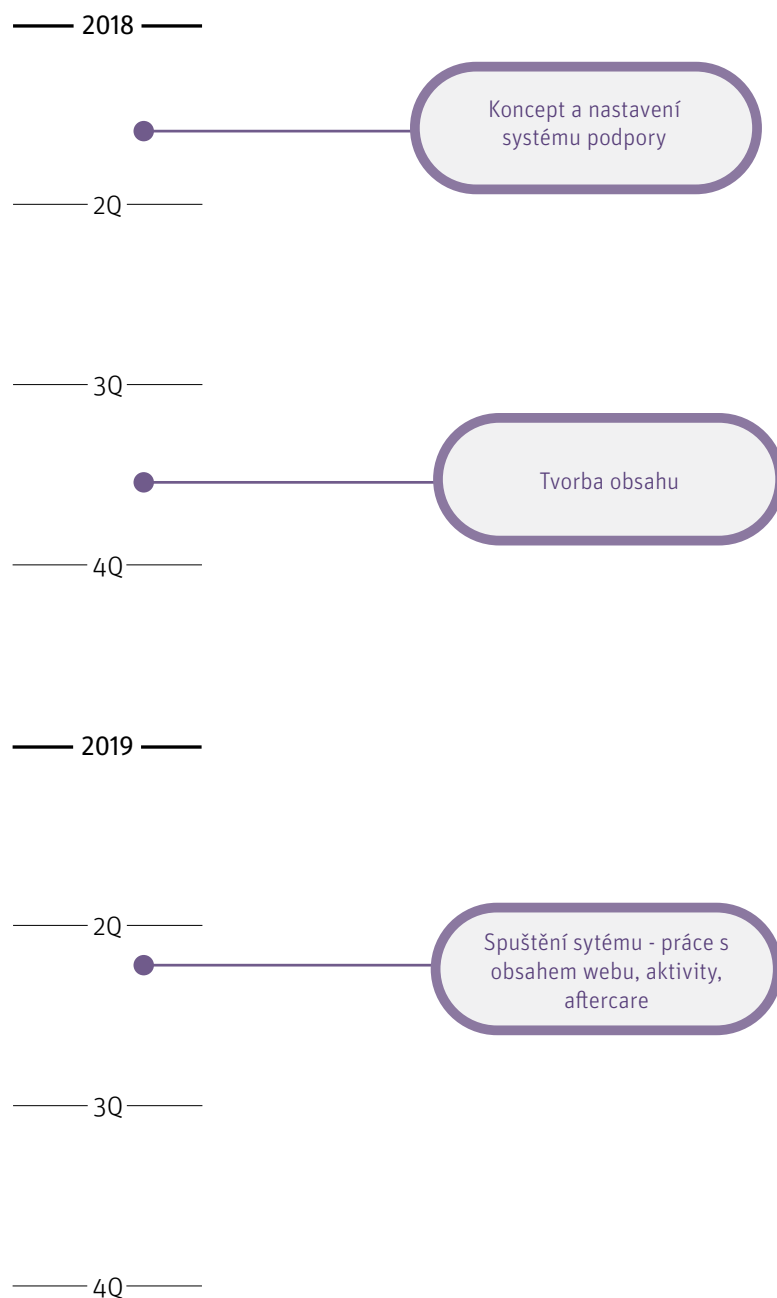 2018
Koncept a nastavení
systému podpory
2Q
3Q
Tvorba obsahu
4Q
2019
2Q
Spuštění sytému - práce s
obsahem webu, aktivity,
aftercare
3Q
4Q